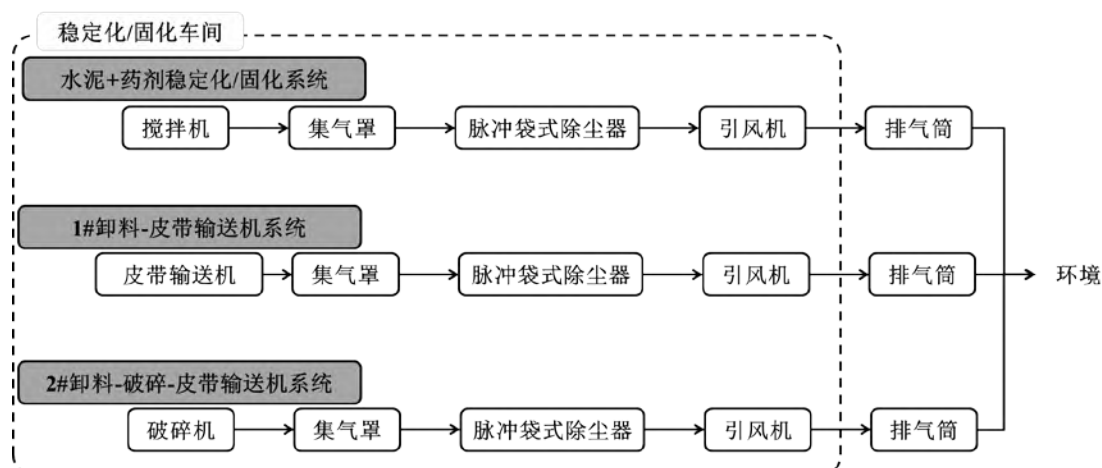 稳定化/固化车间
水泥+药剂稳定化/固化系统
搅拌机 集气罩 脉冲袋式除尘器 引风机 排气筒
1#卸料-皮带输送机系统
皮带输送机 集气罩 脉冲袋式除尘器 引风机 排气筒 环境
2#卸料-破碎-皮带输送机系统
破碎机 集气罩 脉冲袋式除尘器 引风机 排气筒